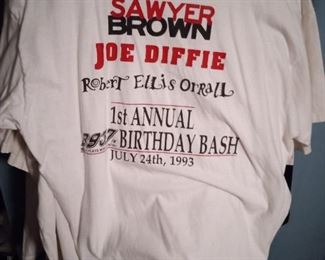 SAWYER
BROWN
JOE DIFFIE
RobERT ELLiS ORRALL
1st ANNUAL
BIRTHDAY BASH
JULY 24th, 1993